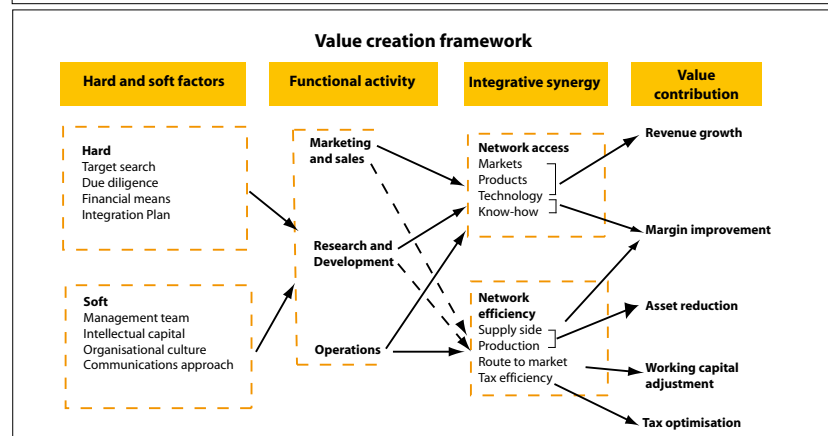 Value creation framework
Hard and soft factors
Functional activity
Integrative synergy
Value
contribution
Hard
Target search
Due diligence
Financial means
Integration Plan
Soft
Management team
Intellectual capital
Organisational culture
Communications approach
Marketing
and sales
Research and
Development
Operations
Network access
Markets
Products
Technology
Know-how
Network
efficiency
Supply side
Production
Route to market
Tax efficiency
Revenue growth
Margin improvement
Asset reduction
Working capital
adjustment
Tax optimisation